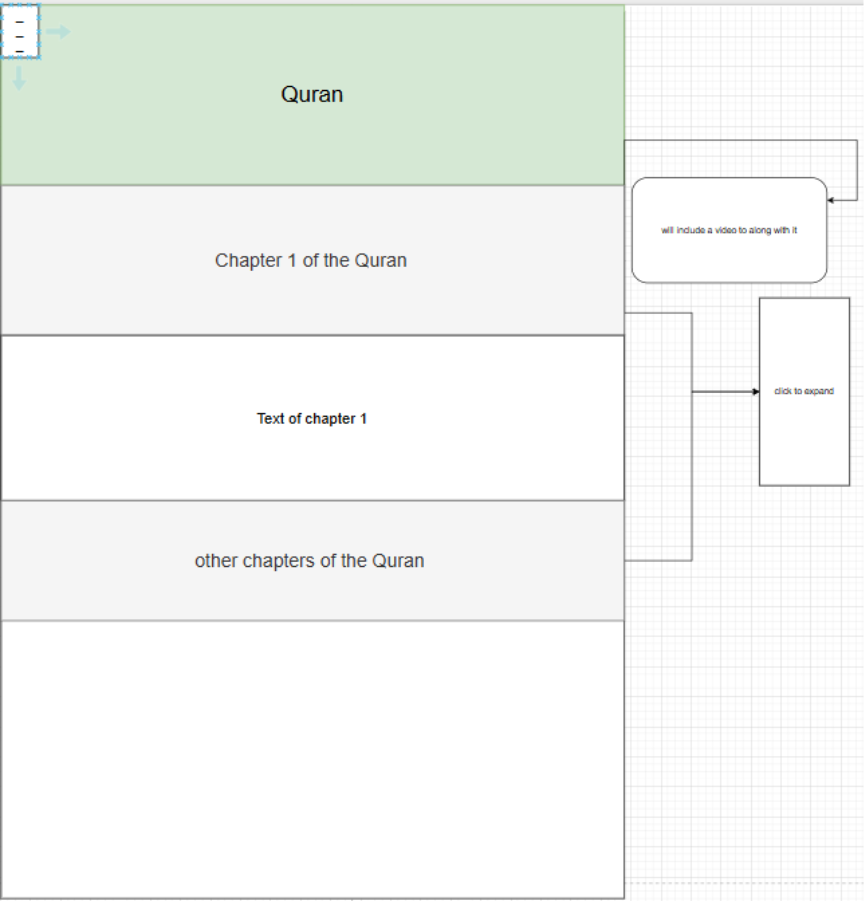 _
_
_
Quran
will include a video to along with it
Chapter 1 of the Quran
click to expand
Text of chapter 1
other chapters of the Quran